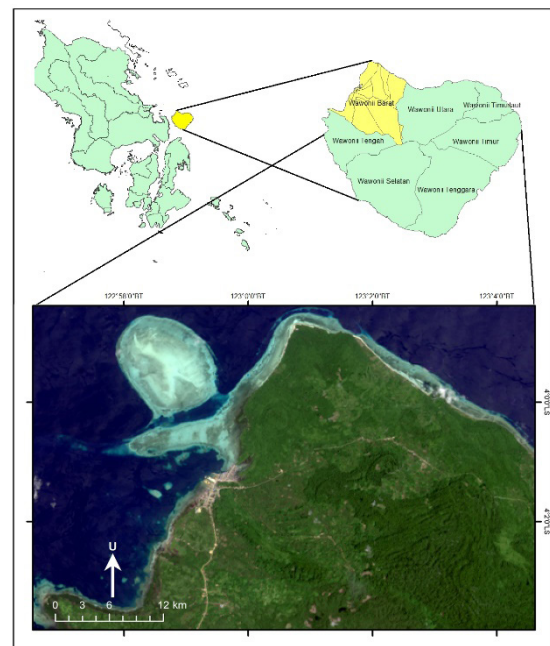 Wawonii Barat
Wawonii Utara
Wawonii Timurlaut
Wawonii Tengah
Wawonii Timur
Wawonii Selatan
Wawonii Tenggara
122°58'0"BT
123°0'0"BT
123°2'0"BT
123°4'0"BT
4°0'0"LS
4°2'0"LS
U
0 3 6 12 km